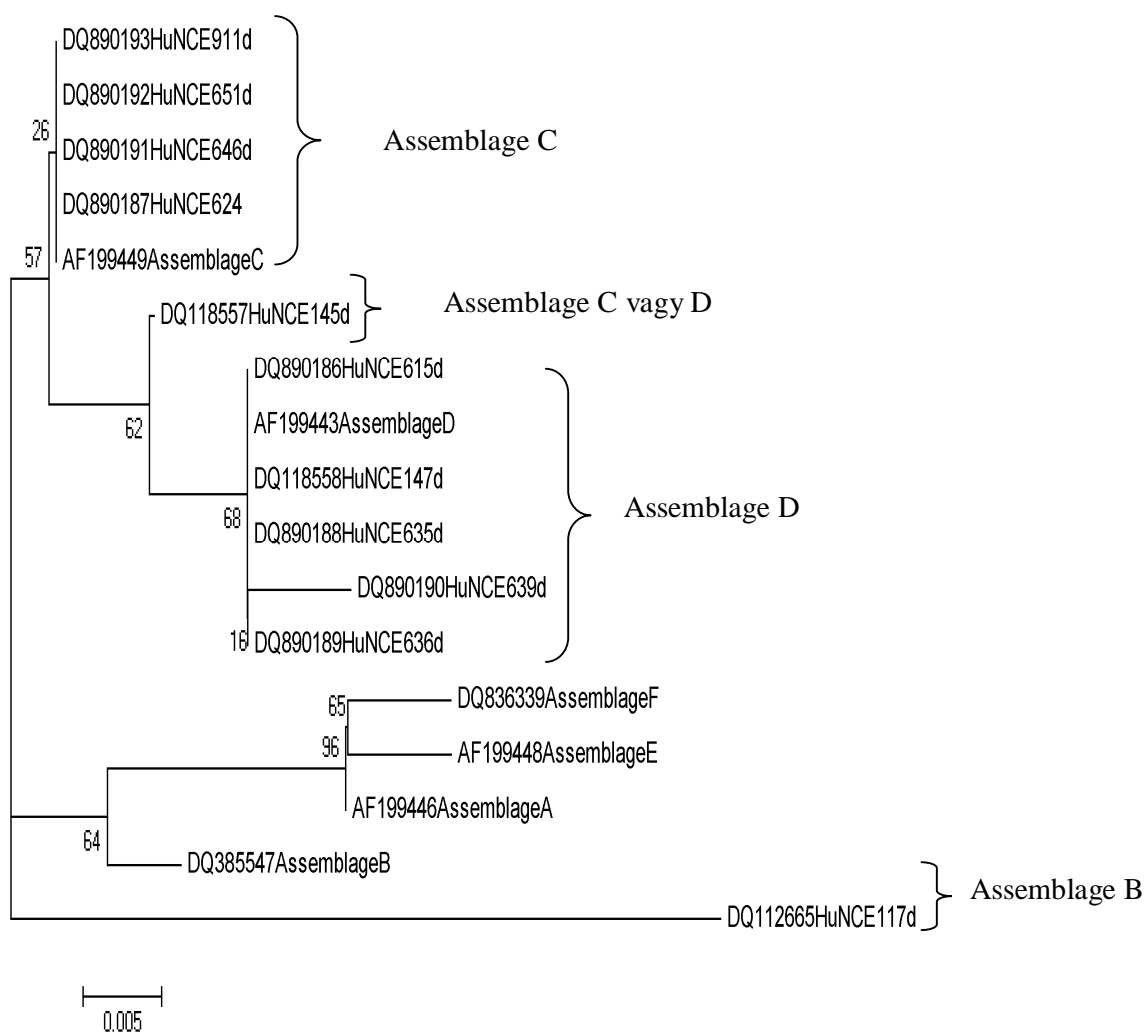 DQ890193HuNCE911d
DQ890192HuNCE651d
26
DQ890191HuNCE646d
Assemblage C
DQ890187HuNCE624
57
AF199449AssemblageC
DQ118557HuNCE145d
Assemblage C vagy D
DQ890186HuNCE615d
62
AF199443AssemblageD
DQ118558HuNCE147d
68
Assemblage D
DQ890188HuNCE635d
DQ890190HuNCE639d
16
DQ890189HuNCE636d
65
DQ836339AssemblageF
96
AF199448AssemblageE
AF199446AssemblageA
64
DQ385547AssemblageB
Assemblage B
DQ112665HuNCE117d
0.005